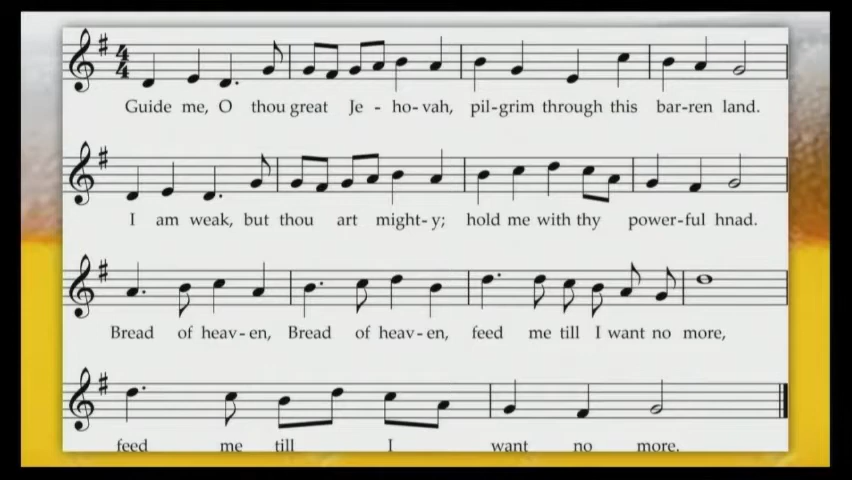 4
4
Guide me, O thou great Je - ho-vah, pil-grim through this bar-ren land.
I am weak, but thou art might-y; hold me with thy power-ful hnad.
Bread of heav-en, Bread of heav-en, feed me till I want no more,
feed me till I want no more.